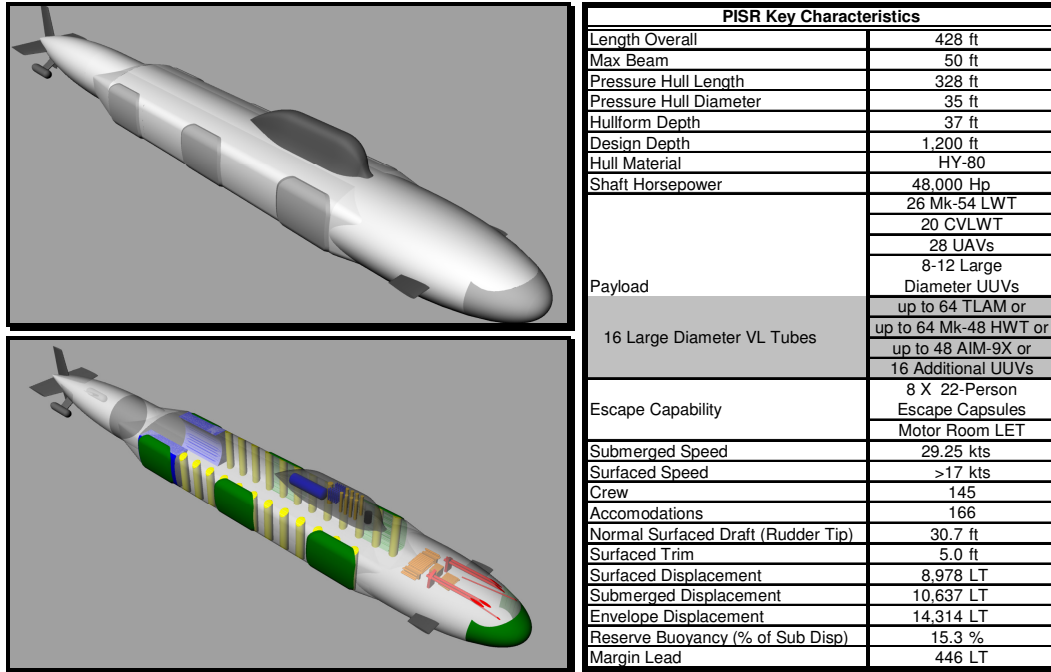 PISR Key Characteristics
Length Overall 428 ft
Max Beam 50 ft
Pressure Hull Length 328 ft
Pressure Hull Diameter 35 ft
Hullform Depth 37 ft
Design Depth 1,200 ft
Hull Material HY-80
Shaft Horsepower 48,000 Hp
26 Mk-54 LWT
20 CVLWT
28 UAVs
8-12 Large
Payload Diameter UUVs
up to 64 TLAM or
16 Large Diameter VL Tubes up to 64 Mk-48 HWT or
up to 48 AIM-9X or
16 Additional UUVs
8 X 22-Person
Escape Capability Escape Capsules
Motor Room LET
Submerged Speed 29.25 kts
Surfaced Speed >17 kts
Crew 145
Accomodations 166
Normal Surfaced Draft (Rudder Tip) 30.7 ft
Surfaced Trim 5.0 ft
Surfaced Displacement 8,978 LT
Submerged Displacement 10,637 LT
Envelope Displacement 14,314 LT
Reserve Buoyancy (% of Sub Disp) 15.3 %
Margin Lead 446 LT